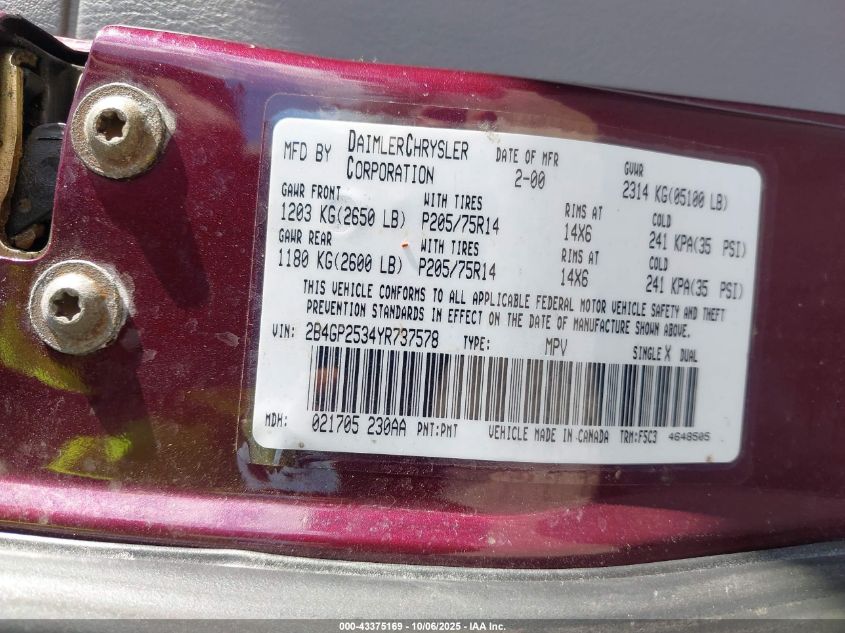 MFD BY DAIMLERCHRYSLER CORPORATION DATE OF MFR 2-00 GVWR 2314 KG(05100 LB)
GAWR FRONT WITH TIRES RIMS AT COLD
1203 KG(2650 LB) P205/75R14 14X6 241 KPA(35 PSI)
GAWR REAR WITH TIRES RIMS AT COLD
1180 KG(2600 LB) P205/75R14 14X6 241 KPA(35 PSI)
THIS VEHICLE CONFORMS TO ALL APPLICABLE FEDERAL MOTOR VEHICLE SAFETY AND THEFT
PREVENTION STANDARDS IN EFFECT ON THE DATE OF MANUFACTURE SHOWN ABOVE.
VIN: 2B4GP2534YR737578 TYPE: MPV SINGLE X DUAL
MDH: 021705 230AA PNT:PMT VEHICLE MADE IN CANADA TRM:F5C3 4648505
000-43375169 - 10/06/2025 - IAA Inc.